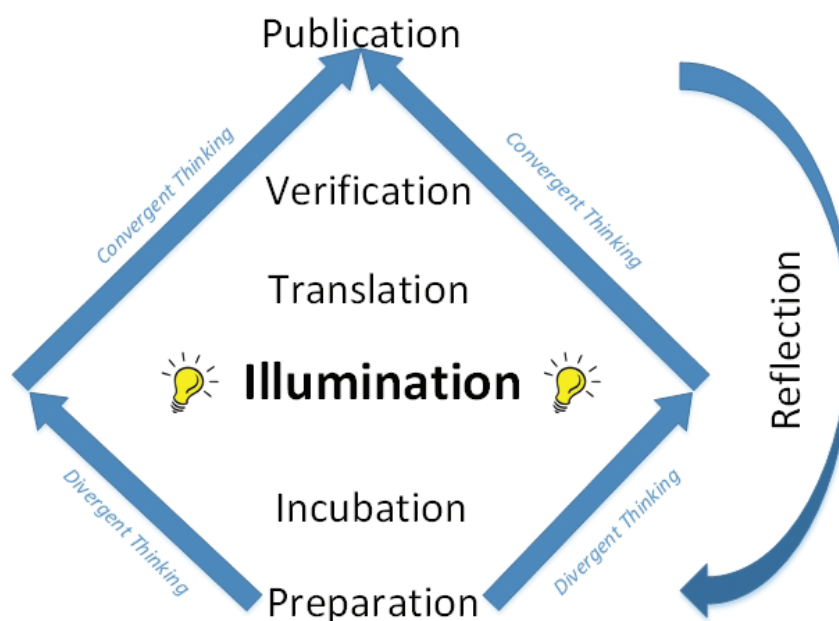 Publication
Convergent Thinking
Convergent Thinking
Verification
Translation
Illumination
Reflection
Incubation
Divergent Thinking
Divergent Thinking
Preparation